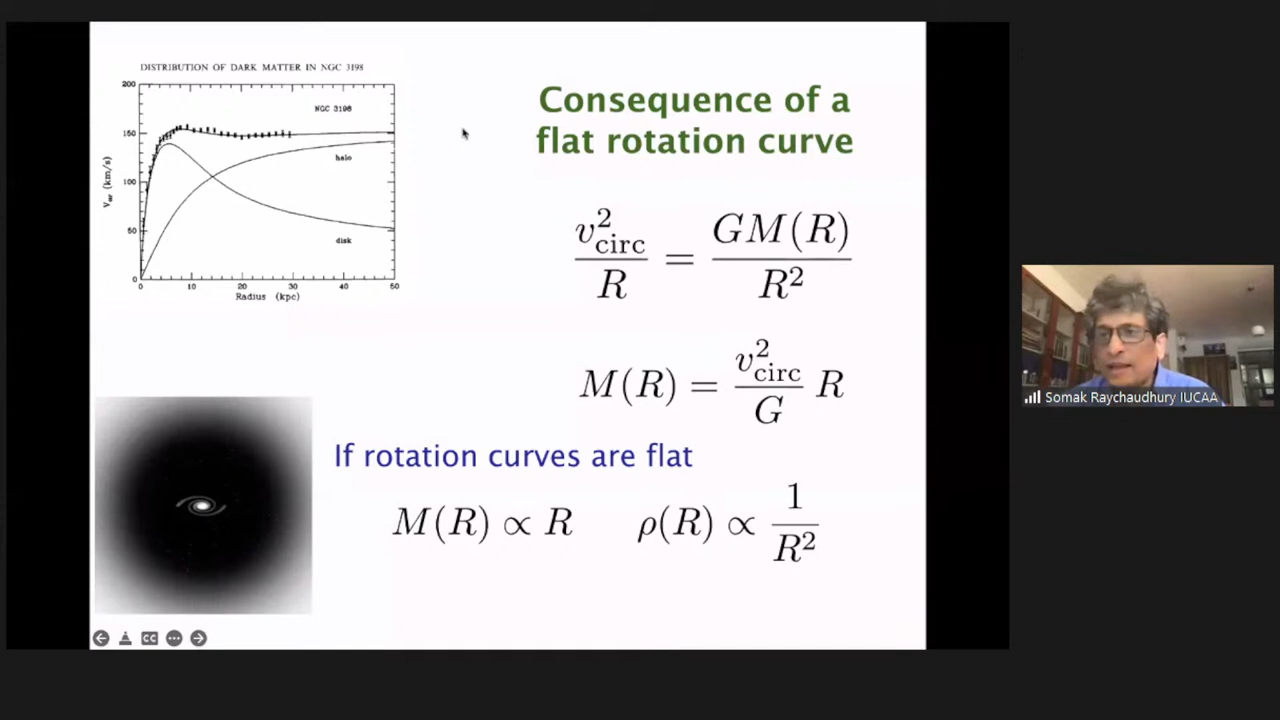 DISTRIBUTION OF DARK MATTER IN NGC 3198
200
150
100
50
0
V_cir (km/s)
NGC 3198
halo
disk
0 10 20 30 40 50
Radius (kpc)
Consequence of a
flat rotation curve
v²_circ / R = GM(R) / R²
M(R) = v²_circ / G R
If rotation curves are flat
M(R) ∝ R ρ(R) ∝ 1 / R²
CC
Somak Raychaudhury IUCAA